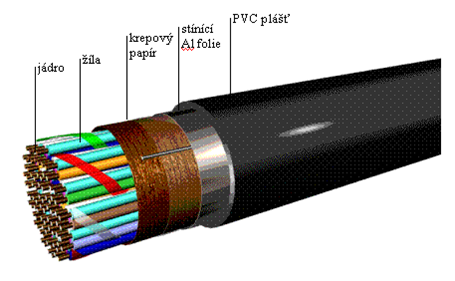 PVC plášť
stínící
Al folie
krepový
papír
žíla
jádro